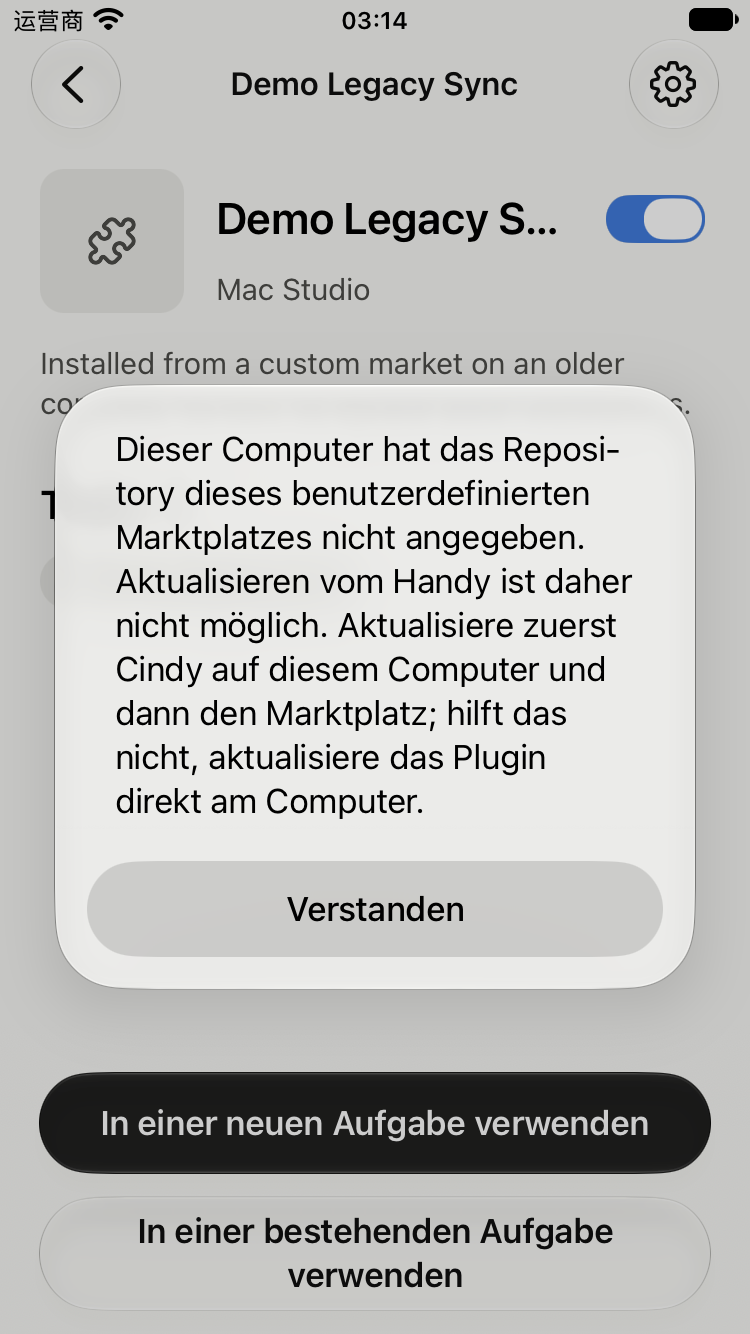 运营商
03:14
Demo Legacy Sync
Demo Legacy S...
Mac Studio
Installed from a custom market on an older
Dieser Computer hat das Reposi-
tory dieses benutzerdefinierten
Marktplatzes nicht angegeben.
Aktualisieren vom Handy ist daher
nicht möglich. Aktualisiere zuerst
Cindy auf diesem Computer und
dann den Marktplatz; hilft das
nicht, aktualisiere das Plugin
direkt am Computer.
Verstanden
In einer neuen Aufgabe verwenden
In einer bestehenden Aufgabe
verwenden